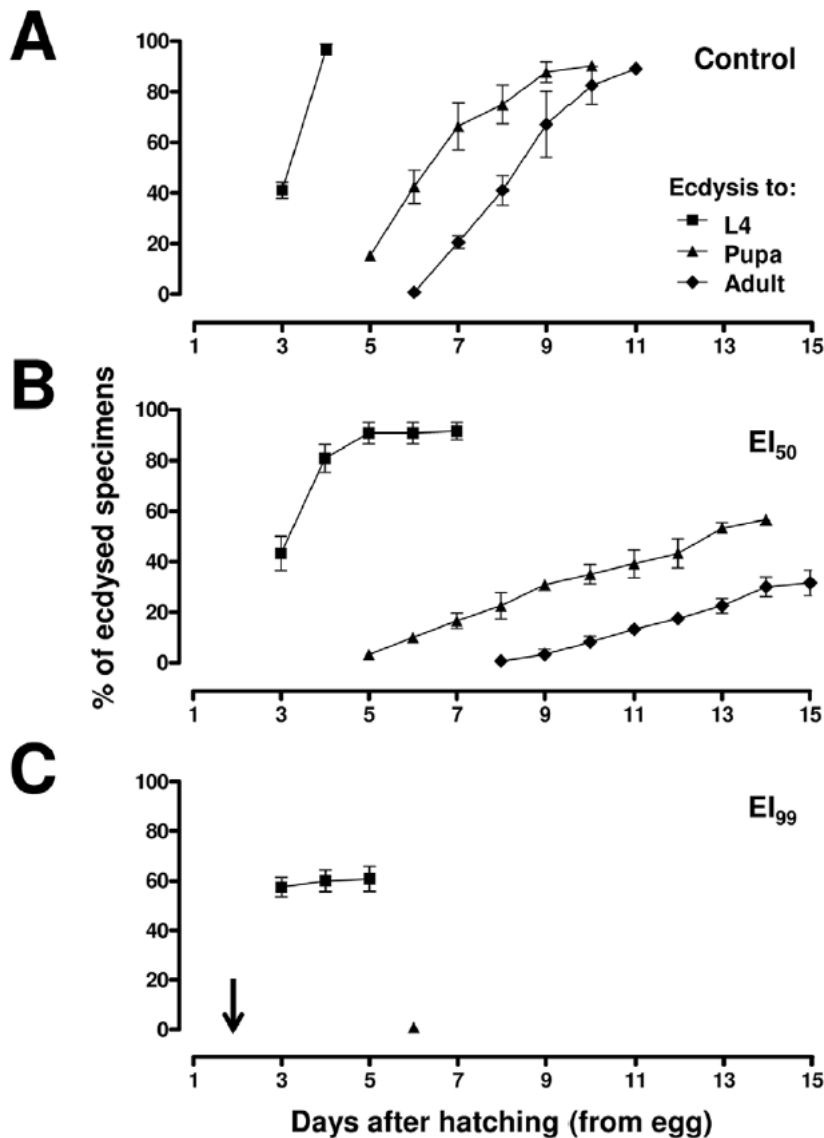 A
Control
100
80
60
40
20
0
Ecdysis to:
L4
Pupa
Adult
1 3 5 7 9 11 13 15
B
EI50
100
80
60
40
20
0
1 3 5 7 9 11 13 15
% of ecdysed specimens
C
EI99
100
80
60
40
20
0
1 3 5 7 9 11 13 15
Days after hatching (from egg)